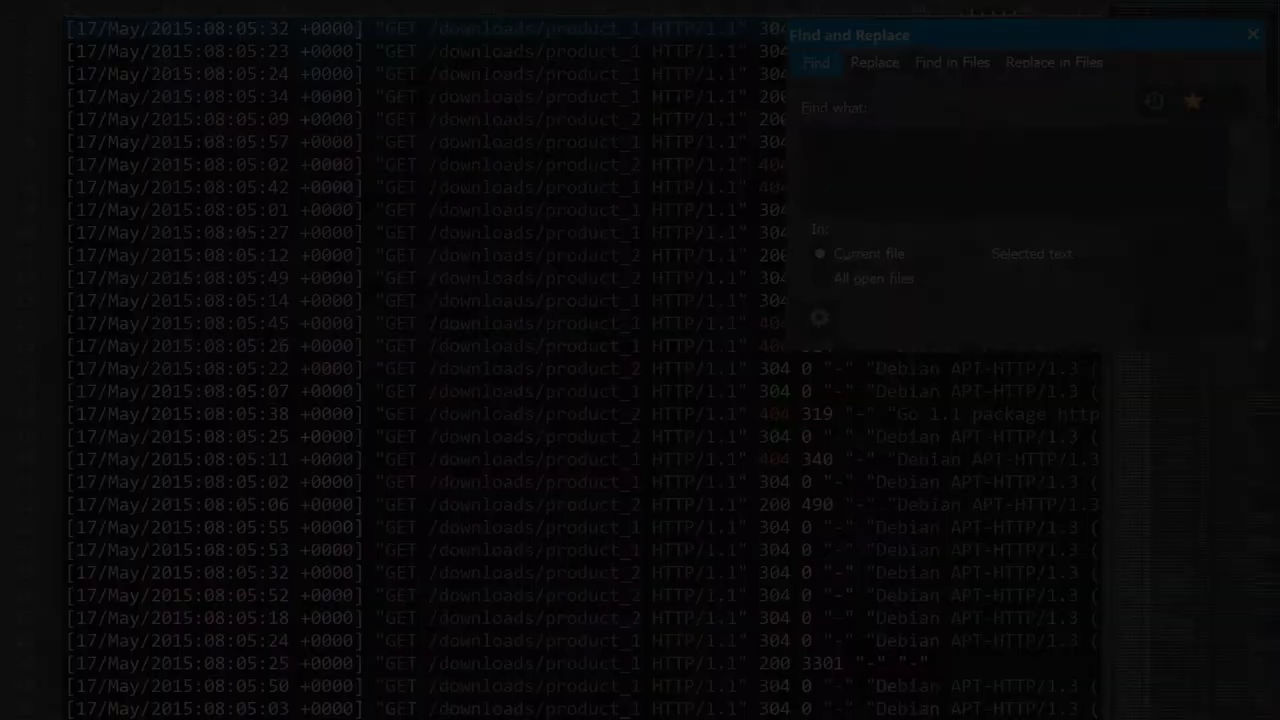 [17/May/2015:08:05:32 +0000] "GET /downloads/product_1 HTTP/1.1" 304
[17/May/2015:08:05:23 +0000] "GET /downloads/product_1 HTTP/1.1" 304
[17/May/2015:08:05:24 +0000] "GET /downloads/product_1 HTTP/1.1" 304
[17/May/2015:08:05:34 +0000] "GET /downloads/product_1 HTTP/1.1" 200
[17/May/2015:08:05:09 +0000] "GET /downloads/product_2 HTTP/1.1" 200
[17/May/2015:08:05:57 +0000] "GET /downloads/product_1 HTTP/1.1" 304
[17/May/2015:08:05:02 +0000] "GET /downloads/product_2 HTTP/1.1" 404
[17/May/2015:08:05:42 +0000] "GET /downloads/product_1 HTTP/1.1" 404
[17/May/2015:08:05:01 +0000] "GET /downloads/product_1 HTTP/1.1" 304
[17/May/2015:08:05:27 +0000] "GET /downloads/product_1 HTTP/1.1" 304
[17/May/2015:08:05:12 +0000] "GET /downloads/product_2 HTTP/1.1" 200
[17/May/2015:08:05:49 +0000] "GET /downloads/product_2 HTTP/1.1" 304
[17/May/2015:08:05:14 +0000] "GET /downloads/product_1 HTTP/1.1" 304
[17/May/2015:08:05:45 +0000] "GET /downloads/product_1 HTTP/1.1" 404
[17/May/2015:08:05:26 +0000] "GET /downloads/product_1 HTTP/1.1" 404
[17/May/2015:08:05:22 +0000] "GET /downloads/product_2 HTTP/1.1" 304 0 "-" "Debian APT-HTTP/1.3 (
[17/May/2015:08:05:07 +0000] "GET /downloads/product_1 HTTP/1.1" 304 0 "-" "Debian APT-HTTP/1.3 (
[17/May/2015:08:05:38 +0000] "GET /downloads/product_2 HTTP/1.1" 404 319 "-" "Go 1.1 package http
[17/May/2015:08:05:25 +0000] "GET /downloads/product_2 HTTP/1.1" 304 0 "-" "Debian APT-HTTP/1.3 (
[17/May/2015:08:05:11 +0000] "GET /downloads/product_1 HTTP/1.1" 404 340 "-" "Debian APT-HTTP/1.3
[17/May/2015:08:05:02 +0000] "GET /downloads/product_1 HTTP/1.1" 304 0 "-" "Debian APT-HTTP/1.3 (
[17/May/2015:08:05:06 +0000] "GET /downloads/product_2 HTTP/1.1" 200 490 "-" "Debian APT-HTTP/1.3
[17/May/2015:08:05:55 +0000] "GET /downloads/product_1 HTTP/1.1" 304 0 "-" "Debian APT-HTTP/1.3 (
[17/May/2015:08:05:53 +0000] "GET /downloads/product_1 HTTP/1.1" 304 0 "-" "Debian APT-HTTP/1.3 (
[17/May/2015:08:05:32 +0000] "GET /downloads/product_2 HTTP/1.1" 304 0 "-" "Debian APT-HTTP/1.3 (
[17/May/2015:08:05:52 +0000] "GET /downloads/product_2 HTTP/1.1" 304 0 "-" "Debian APT-HTTP/1.3 (
[17/May/2015:08:05:18 +0000] "GET /downloads/product_2 HTTP/1.1" 304 0 "-" "Debian APT-HTTP/1.3 (
[17/May/2015:08:05:24 +0000] "GET /downloads/product_1 HTTP/1.1" 304 0 "-" "Debian APT-HTTP/1.3 (
[17/May/2015:08:05:25 +0000] "GET /downloads/product_1 HTTP/1.1" 200 3301 "-" "-"
[17/May/2015:08:05:50 +0000] "GET /downloads/product_1 HTTP/1.1" 304 0 "-" "Debian APT-HTTP/1.3 (
[17/May/2015:08:05:03 +0000] "GET /downloads/product_2 HTTP/1.1" 304 0 "-" "Debian APT-HTTP/1.3 (
Find and Replace
Find Replace Find in Files Replace in Files
Find what:
In:
Current file Selected text
All open files